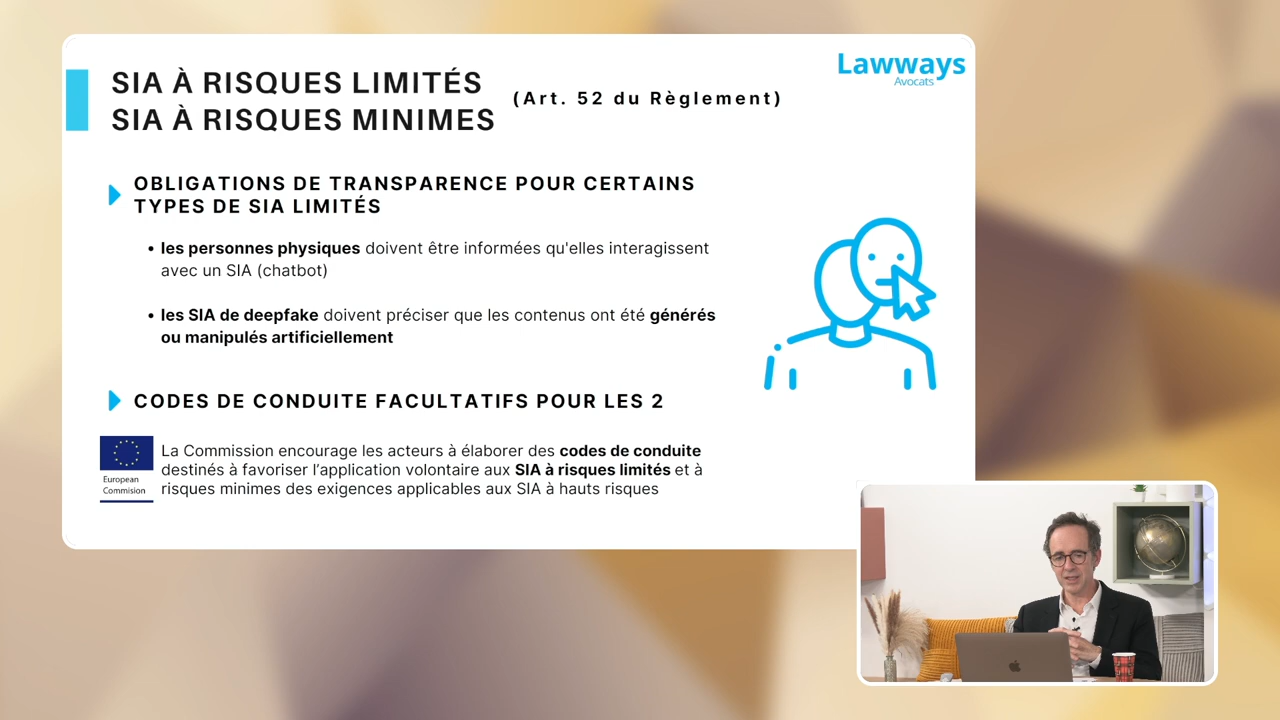 SIA À RISQUES LIMITÉS
SIA À RISQUES MINIMES
(Art. 52 du Règlement)
Lawways
Avocats
OBLIGATIONS DE TRANSPARENCE POUR CERTAINS
TYPES DE SIA LIMITÉS
• les personnes physiques doivent être informées qu'elles interagissent
avec un SIA (chatbot)
• les SIA de deepfake doivent préciser que les contenus ont été générés
ou manipulés artificiellement
CODES DE CONDUITE FACULTATIFS POUR LES 2
European
Commision
La Commission encourage les acteurs à élaborer des codes de conduite
destinés à favoriser l’application volontaire aux SIA à risques limités et à
risques minimes des exigences applicables aux SIA à hauts risques